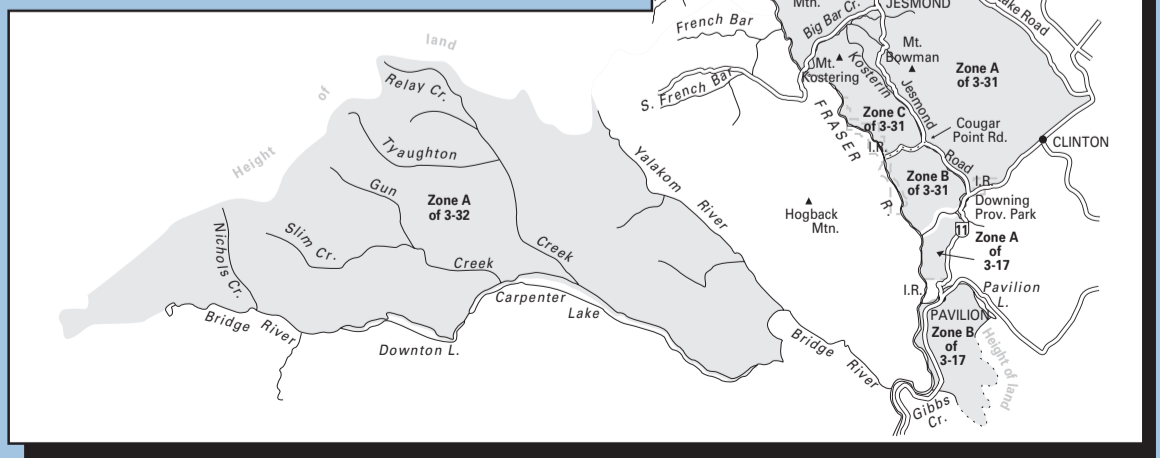 Mtn.
JESMOND
Lake Road
French Bar
Big Bar Cr.
land
Mt.
Bowman
Mt.
Kostering
Kosterin
Zone A
of 3-31
Relay Cr.
S. French Bar
of
Jesmond
FRASER
Zone C
of 3-31
Cougar
Point Rd.
CLINTON
I.R.
Height
Tyaughton
Yalakom
River
Road
Gun
Zone B
of 3-31
I.R.
Zone A
of 3-32
R.
Downing
Prov. Park
Hogback
Mtn.
11
Nichols Cr.
Slim Cr.
Creek
Creek
Zone A
of
3-17
I.R.
Pavilion
L.
Carpenter
Lake
PAVILION
Bridge River
Zone B
of
3-17
Height of land
Downton L.
Bridge
River
Gibbs
Cr.